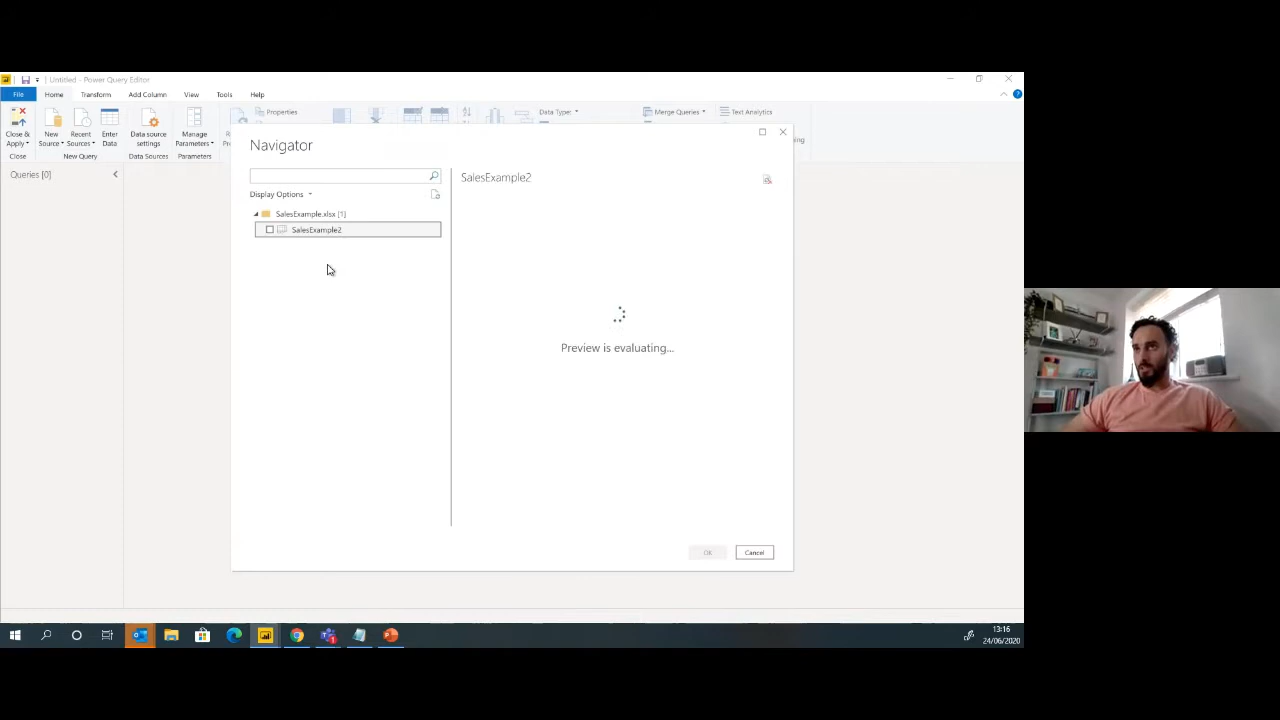 Untitled - Power Query Editor
File Home Transform Add Column View Tools Help
Close & Apply
New Source
Recent Sources
Enter Data
Data source settings
Manage Parameters
Properties
Data Type:
Merge Queries
Text Analytics
Close New Query Data Sources Parameters
Queries [0]
Navigator
Display Options
SalesExample.xlsx [1]
SalesExample2
SalesExample2
Preview is evaluating...
OK Cancel
13:16
24/06/2020